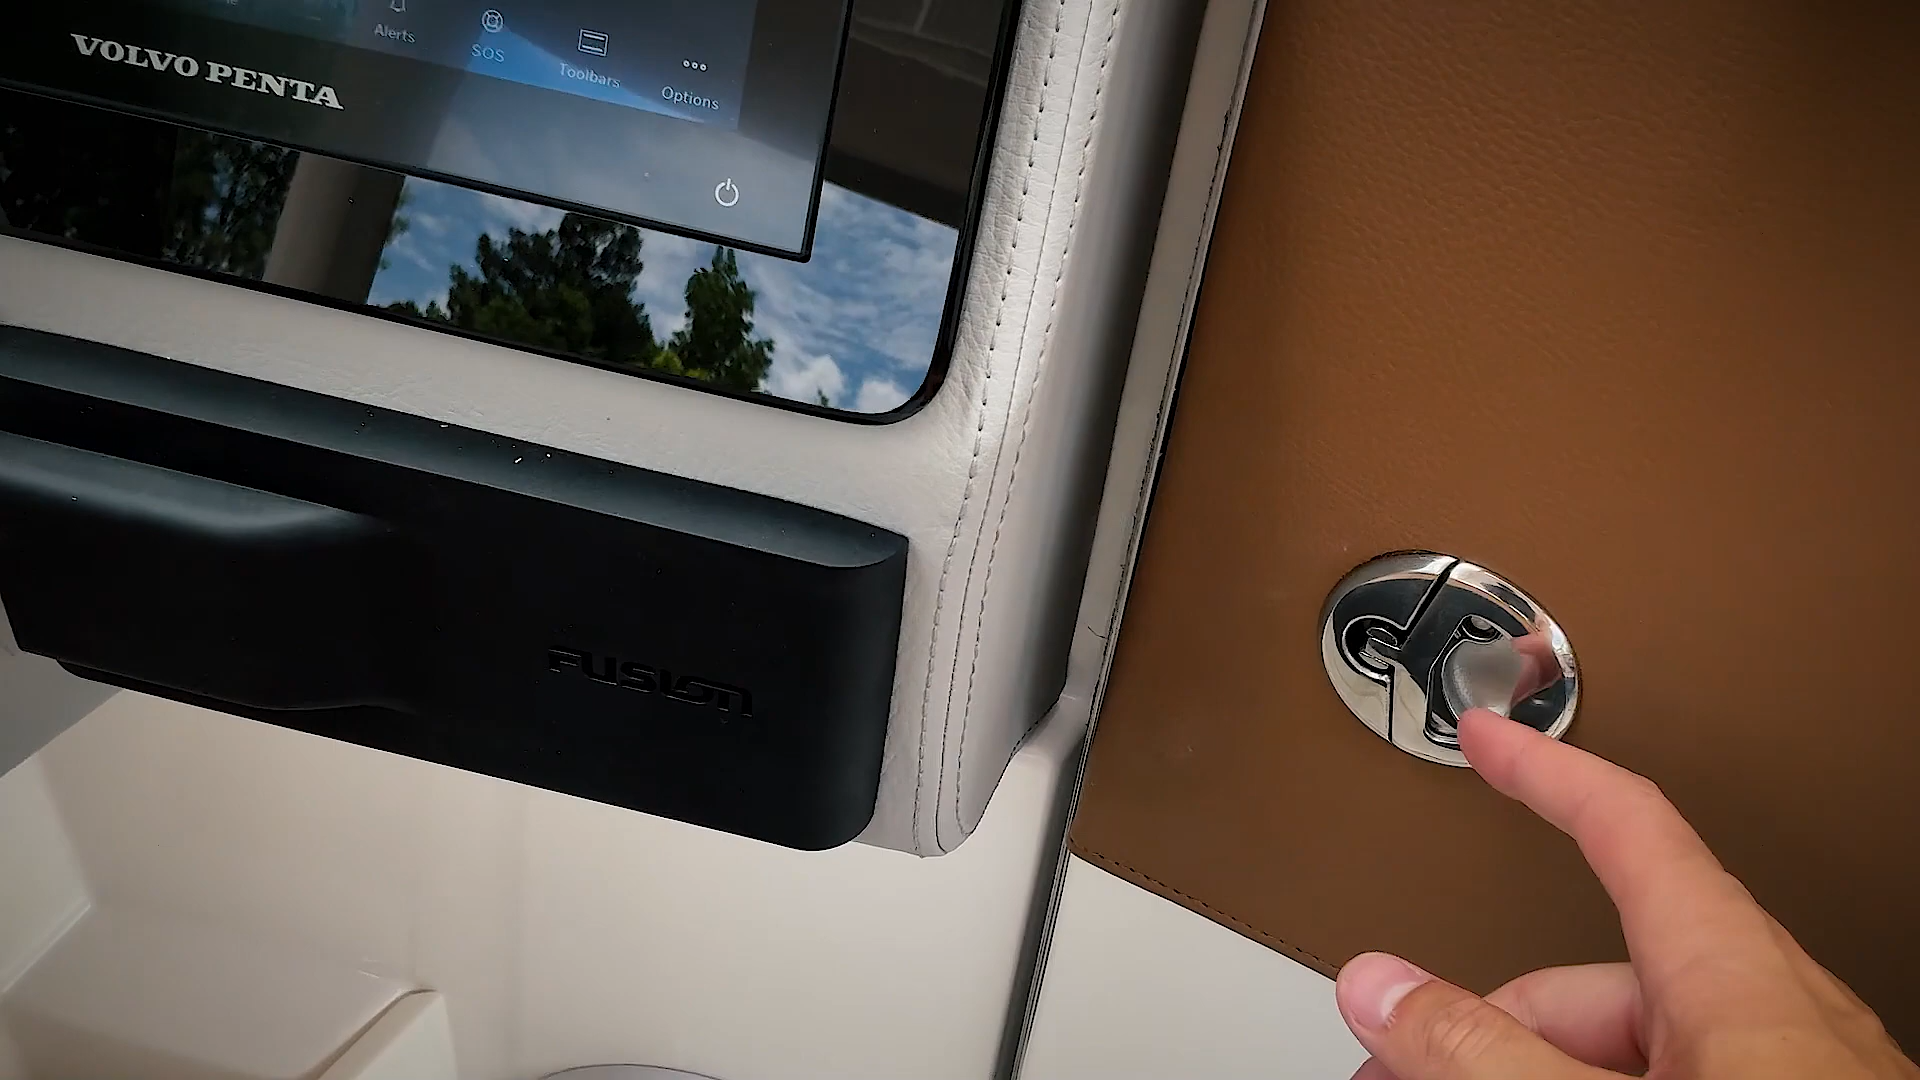 Alerts
SOS
Toolbars
Options
VOLVO PENTA
FUSION